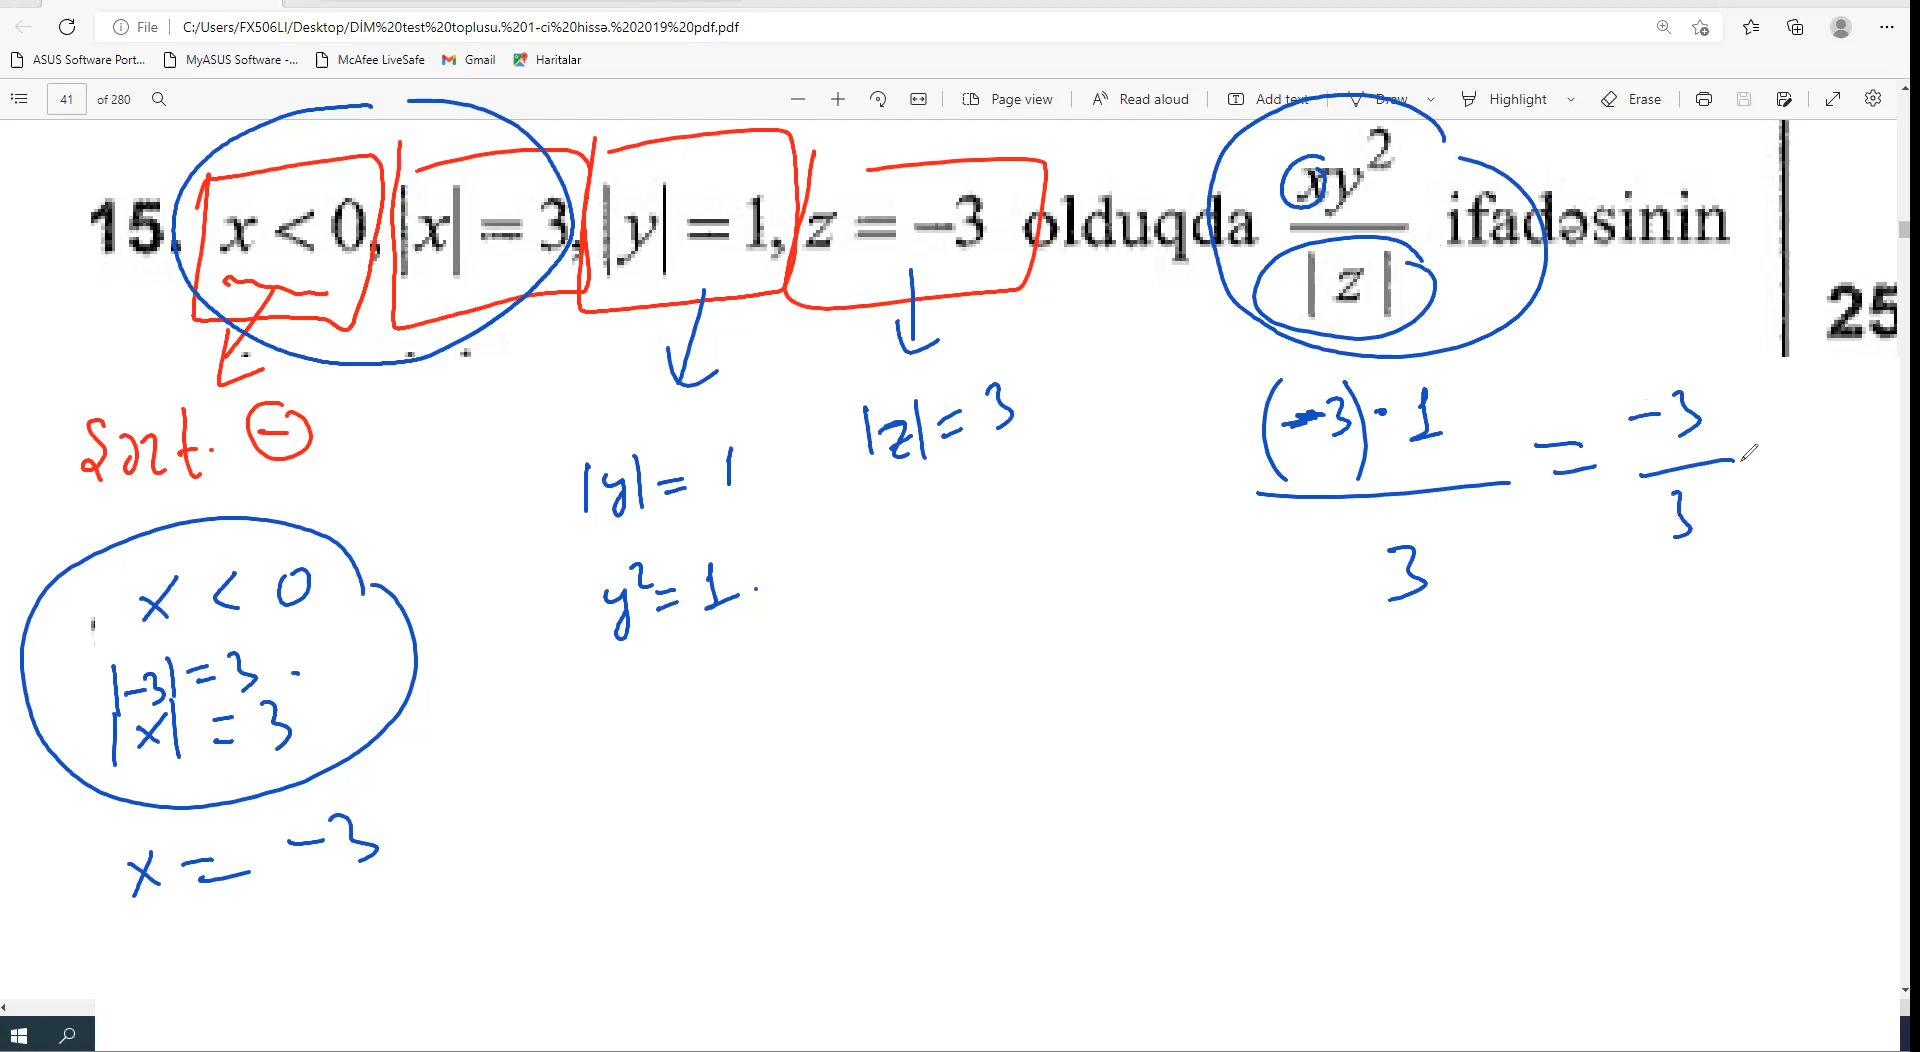 File C:/Users/FX506LI/Desktop/DİM%20test%20toplusu.%201-ci%20hissə.%202019%20pdf.pdf
ASUS Software Port... MyASUS Software -... McAfee LiveSafe Gmail Haritalar
41 of 280 Page view Read aloud Add text Draw Highlight Erase
15. x < 0, |x| = 3, |y| = 1, z = −3 olduqda xy²/|z| ifadəsinin
25
Şərt. −
|z| = 3
(−3) · 1 / 3 = −3/3
|y| = 1
y² = 1.
x < 0
|−3| = 3.
|x| = 3
x = −3